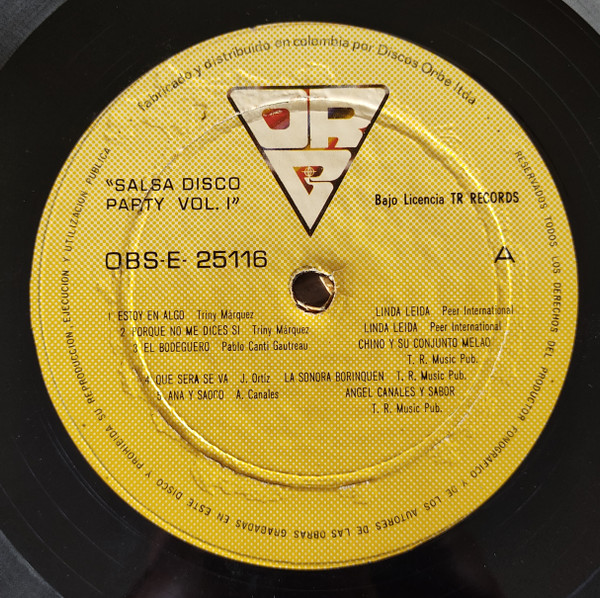 fabricado y distribuido en colombia por Discos Orbe ltda
ORB
"SALSA DISCO
PARTY VOL. I"
Bajo Licencia TR RECORDS
OBS-E- 25116
A
1 ESTOY EN ALGO Triny Márquez LINDA LEIDA Peer International
2 PORQUE NO ME DICES SI Triny Márquez LINDA LEIDA Peer International
3 EL BODEGUERO Pablo Canti Gautreau CHINO Y SU CONJUNTO MELAO
T. R. Music Pub.
4 QUE SERA SE VA J. Ortíz LA SONORA BORINQUEN T. R. Music Pub.
5 ANA Y SAOCO A. Canales ANGEL CANALES Y SABOR
T. R. Music Pub.
RESERVADOS TODOS LOS DERECHOS DEL PRODUCTOR FONOGRAFICO Y DE LOS AUTORES DE LAS OBRAS GRABADAS EN ESTE DISCO Y PROHIBIDA SU REPRODUCCION, EJECUCION Y UTILIZACION PUBLICA